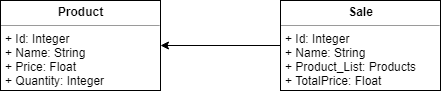 Product
+ Id: Integer
+ Name: String
+ Price: Float
+ Quantity: Integer
Sale
+ Id: Integer
+ Name: String
+ Product_List: Products
+ TotalPrice: Float